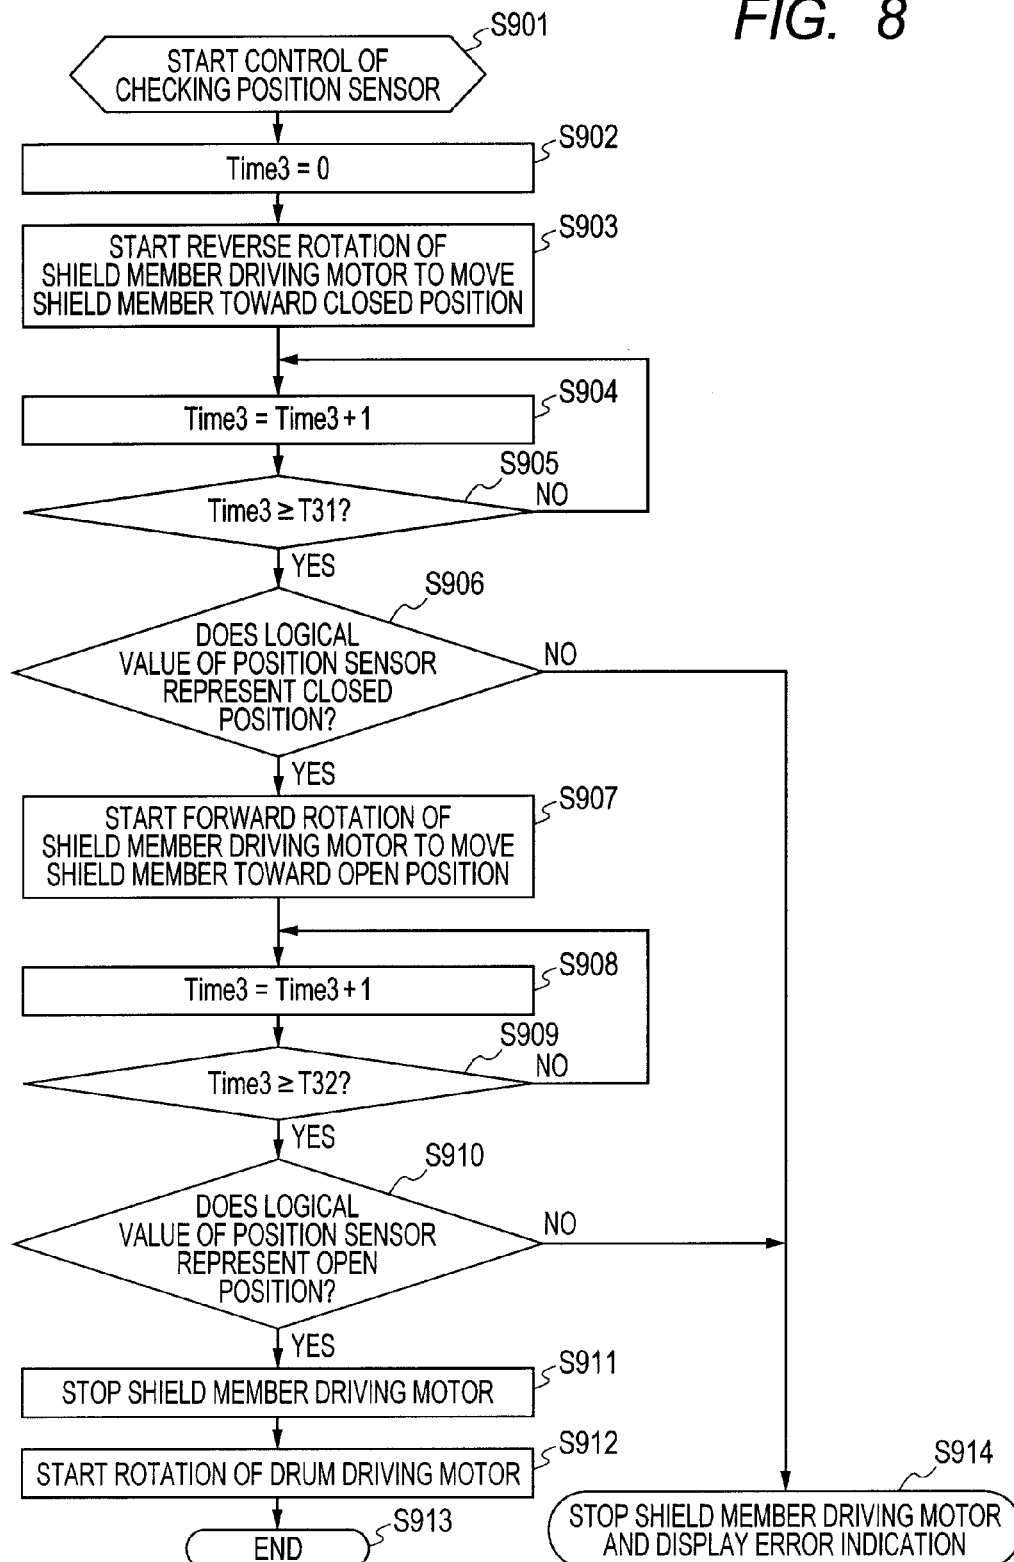 FIG. 8
S901
START CONTROL OF
CHECKING POSITION SENSOR
S902
Time3 = 0
S903
START REVERSE ROTATION OF
SHIELD MEMBER DRIVING MOTOR TO MOVE
SHIELD MEMBER TOWARD CLOSED POSITION
S904
Time3 = Time3 + 1
S905
NO
Time3 ≥ T31?
YES
S906
DOES LOGICAL
VALUE OF POSITION SENSOR
REPRESENT CLOSED
POSITION?
NO
YES
S907
START FORWARD ROTATION OF
SHIELD MEMBER DRIVING MOTOR TO MOVE
SHIELD MEMBER TOWARD OPEN POSITION
S908
Time3 = Time3 + 1
S909
NO
Time3 ≥ T32?
YES
S910
DOES LOGICAL
VALUE OF POSITION SENSOR
REPRESENT OPEN
POSITION?
NO
YES
S911
STOP SHIELD MEMBER DRIVING MOTOR
S912
START ROTATION OF DRUM DRIVING MOTOR
S913
END
S914
STOP SHIELD MEMBER DRIVING MOTOR
AND DISPLAY ERROR INDICATION